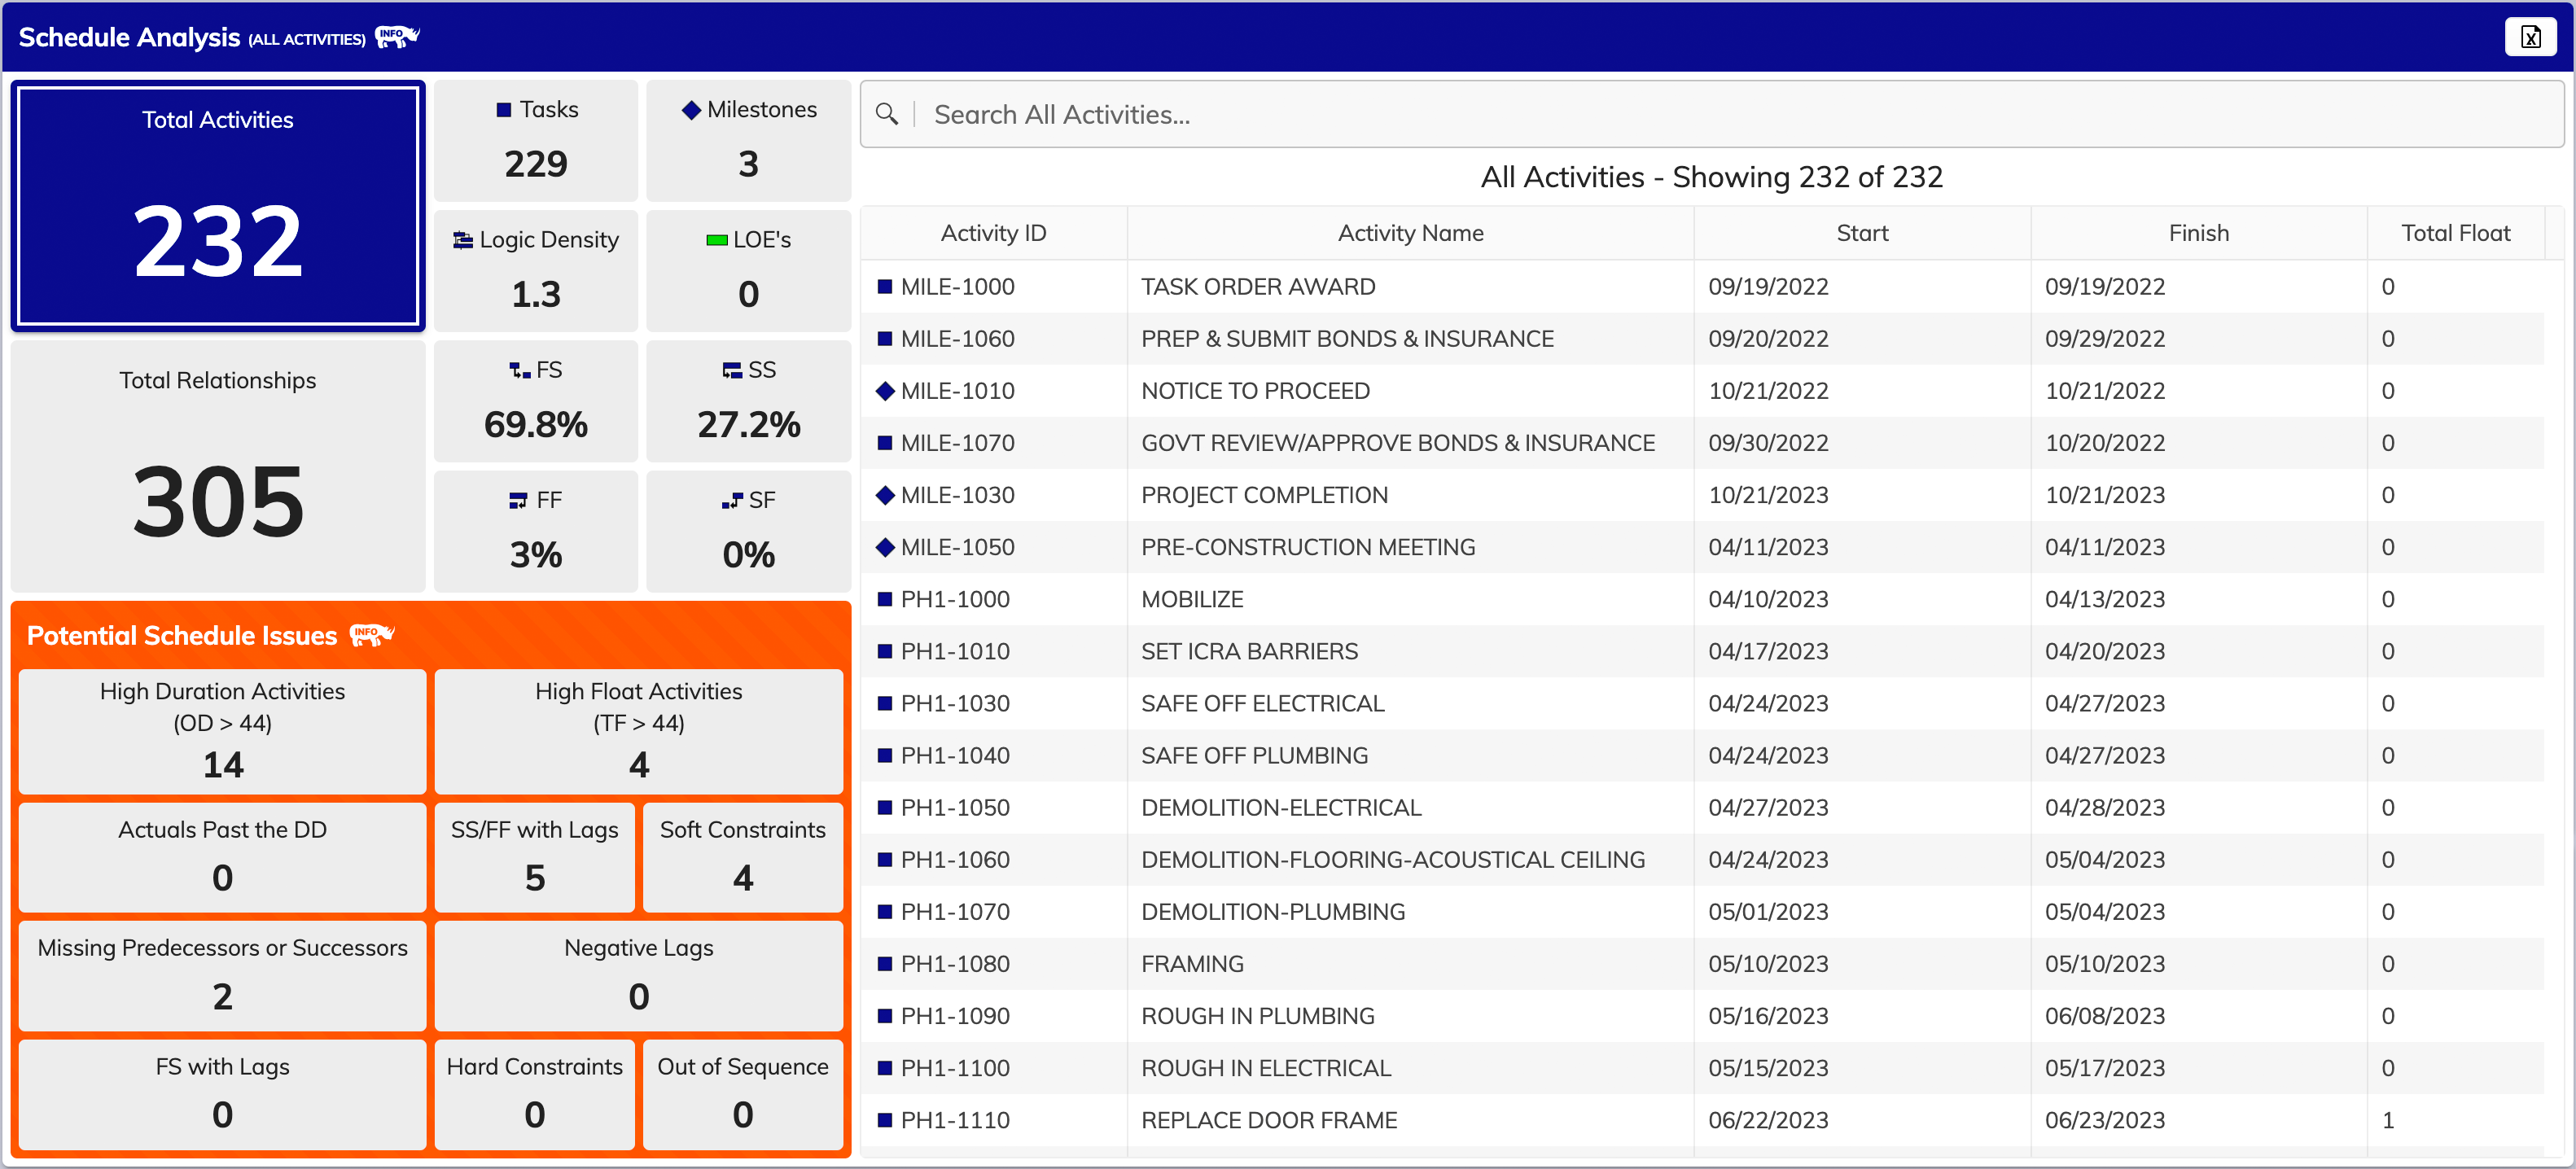 Schedule Analysis (ALL ACTIVITIES) INFO
Total Activities
232
Tasks
229
Milestones
3
Logic Density
1.3
LOE's
0
Total Relationships
305
FS
69.8%
SS
27.2%
FF
3%
SF
0%
Potential Schedule Issues INFO
High Duration Activities
(OD > 44)
14
High Float Activities
(TF > 44)
4
Actuals Past the DD
0
SS/FF with Lags
5
Soft Constraints
4
Missing Predecessors or Successors
2
Negative Lags
0
FS with Lags
0
Hard Constraints
0
Out of Sequence
0
Search All Activities...
All Activities - Showing 232 of 232
Activity ID Activity Name Start Finish Total Float
MILE-1000 TASK ORDER AWARD 09/19/2022 09/19/2022 0
MILE-1060 PREP & SUBMIT BONDS & INSURANCE 09/20/2022 09/29/2022 0
MILE-1010 NOTICE TO PROCEED 10/21/2022 10/21/2022 0
MILE-1070 GOVT REVIEW/APPROVE BONDS & INSURANCE 09/30/2022 10/20/2022 0
MILE-1030 PROJECT COMPLETION 10/21/2023 10/21/2023 0
MILE-1050 PRE-CONSTRUCTION MEETING 04/11/2023 04/11/2023 0
PH1-1000 MOBILIZE 04/10/2023 04/13/2023 0
PH1-1010 SET ICRA BARRIERS 04/17/2023 04/20/2023 0
PH1-1030 SAFE OFF ELECTRICAL 04/24/2023 04/27/2023 0
PH1-1040 SAFE OFF PLUMBING 04/24/2023 04/27/2023 0
PH1-1050 DEMOLITION-ELECTRICAL 04/27/2023 04/28/2023 0
PH1-1060 DEMOLITION-FLOORING-ACOUSTICAL CEILING 04/24/2023 05/04/2023 0
PH1-1070 DEMOLITION-PLUMBING 05/01/2023 05/04/2023 0
PH1-1080 FRAMING 05/10/2023 05/10/2023 0
PH1-1090 ROUGH IN PLUMBING 05/16/2023 06/08/2023 0
PH1-1100 ROUGH IN ELECTRICAL 05/15/2023 05/17/2023 0
PH1-1110 REPLACE DOOR FRAME 06/22/2023 06/23/2023 1